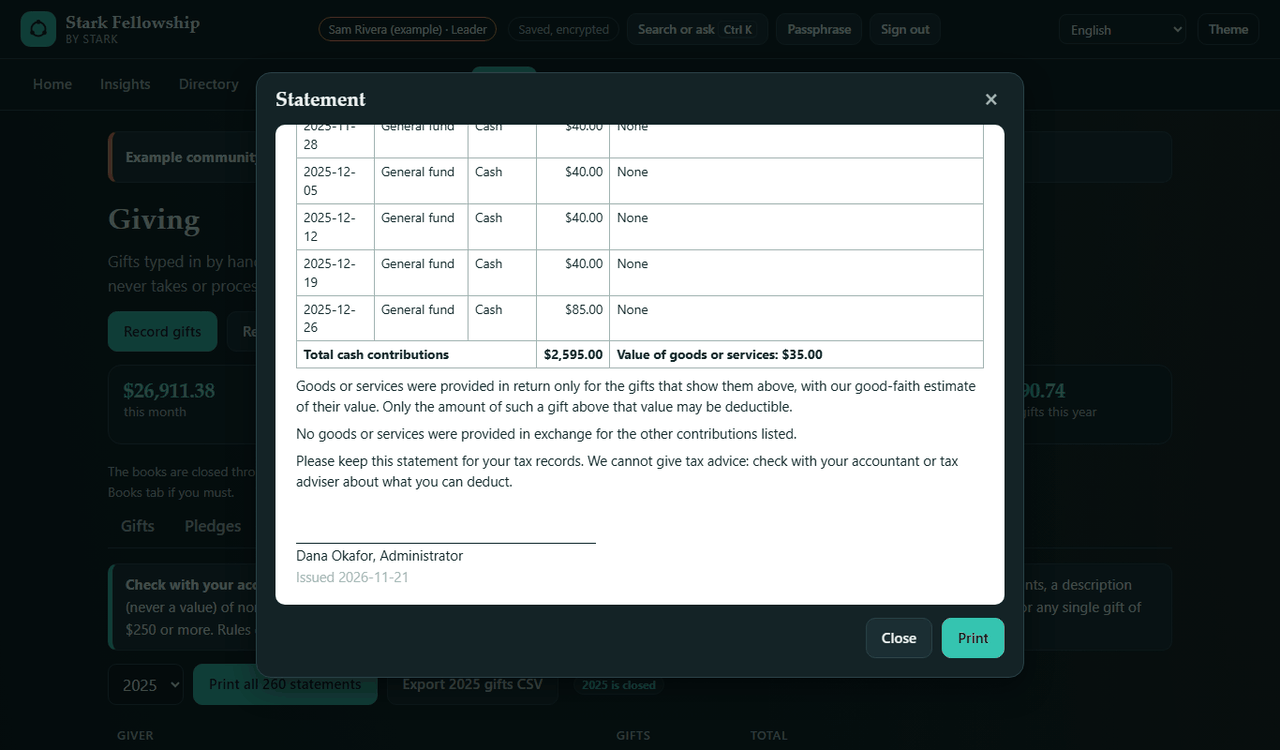 Stark Fellowship
BY STARK
Sam Rivera (example) · Leader
Saved, encrypted
Search or ask Ctrl K
Passphrase
Sign out
English
Theme
Home
Insights
Directory
Statement
×
Example community
Giving
Gifts typed in by hand
never takes or proces
Record gifts
Re
$26,911.38
this month
90.74
gifts this year
The books are closed thro
Books tab if you must.
Gifts
Pledges
Check with your acc
nts, a description
(never a value) of non
or any single gift of
$250 or more. Rules
2025-11-28 General fund Cash $40.00 None
2025-12-05 General fund Cash $40.00 None
2025-12-12 General fund Cash $40.00 None
2025-12-19 General fund Cash $40.00 None
2025-12-26 General fund Cash $85.00 None
Total cash contributions $2,595.00 Value of goods or services: $35.00
Goods or services were provided in return only for the gifts that show them above, with our good-faith estimate
of their value. Only the amount of such a gift above that value may be deductible.
No goods or services were provided in exchange for the other contributions listed.
Please keep this statement for your tax records. We cannot give tax advice: check with your accountant or tax
adviser about what you can deduct.
Dana Okafor, Administrator
Issued 2026-11-21
Close
Print
2025
Print all 260 statements
Export 2025 gifts CSV
2025 is closed
GIVER
GIFTS
TOTAL